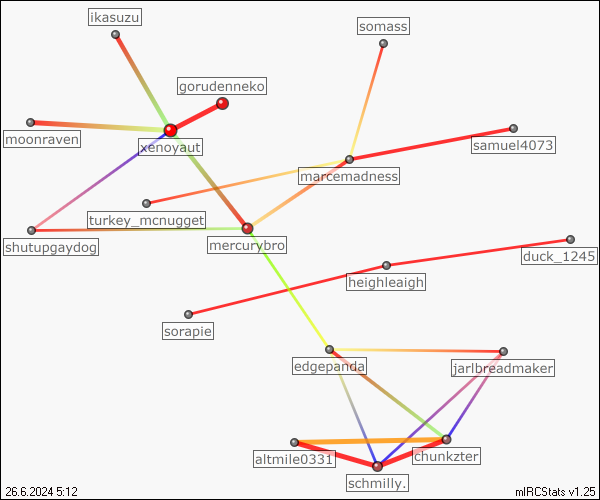 ikasuzu
somass
gorudenneko
moonraven
xenoyaut
samuel4073
marcemadness
turkey_mcnugget
shutupgaydog
mercurybro
duck_1245
heighleaigh
sorapie
edgepanda
jarlbreadmaker
altmile0331
chunkzter
schmilly.
26.6.2024 5:12
mIRCStats v1.25